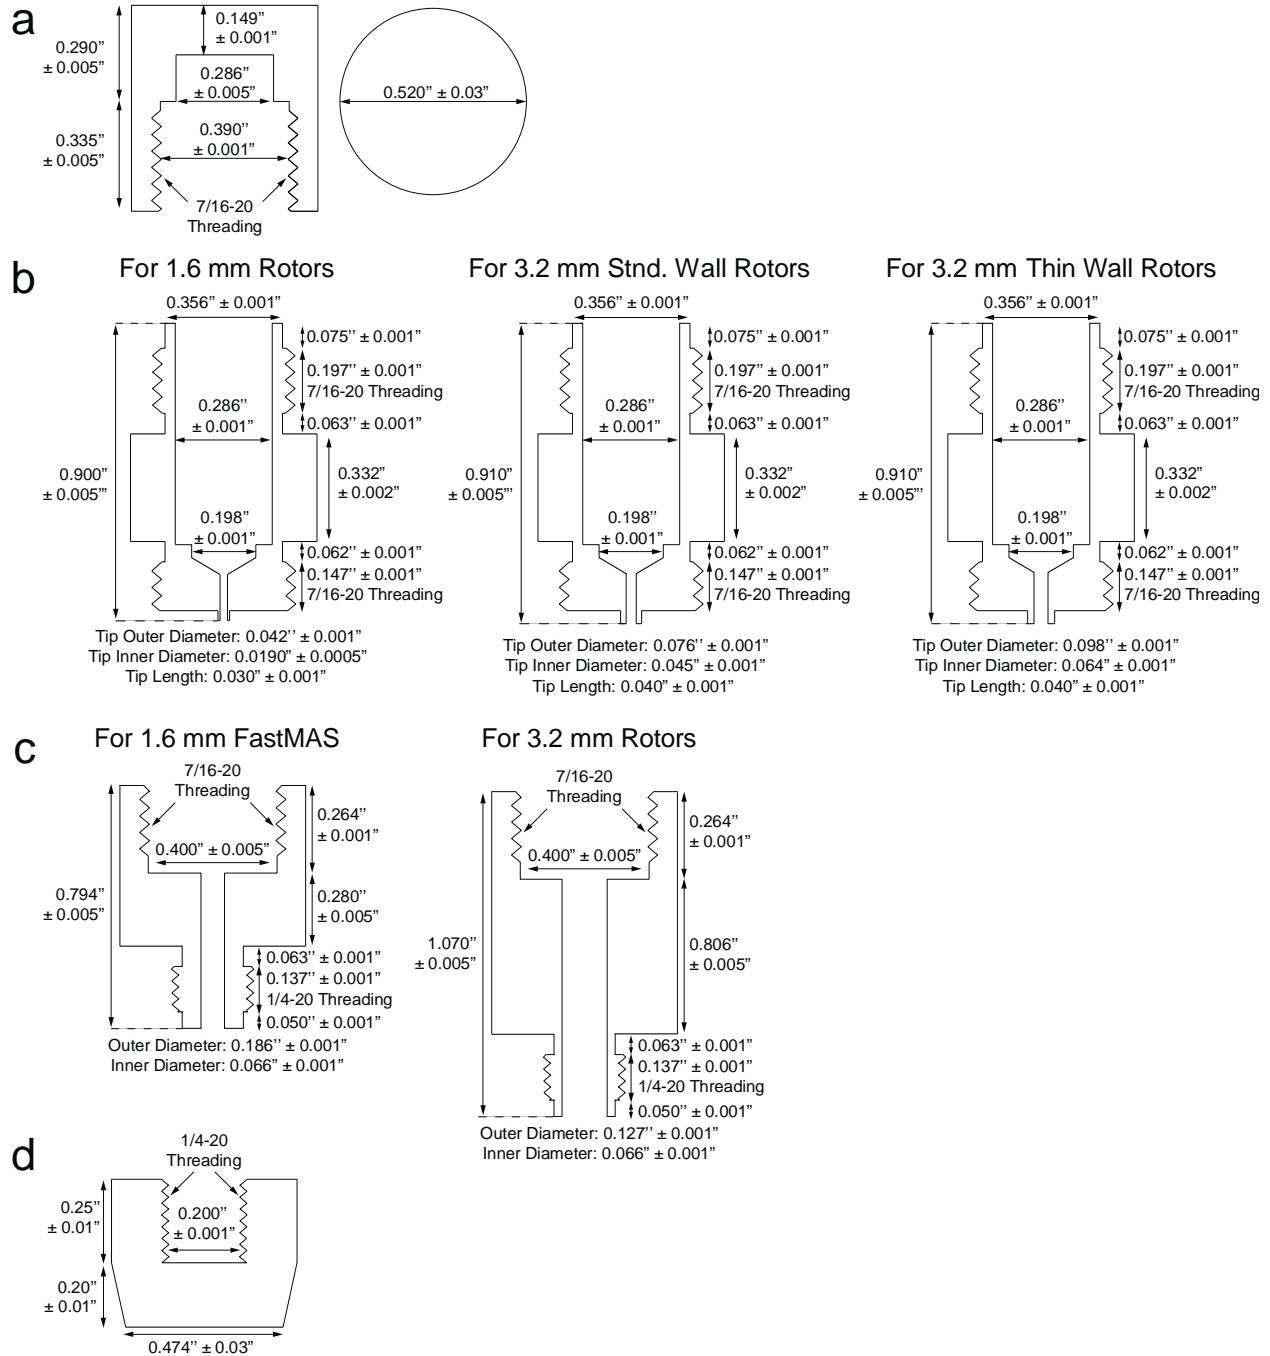 a
0.149”
± 0.001”
0.290”
± 0.005”
0.286”
± 0.005”
0.520” ± 0.03”
0.390’’
± 0.001”
0.335”
± 0.005”
7/16-20
Threading
b
For 1.6 mm Rotors
0.356” ± 0.001”
0.075’’ ± 0.001”
0.197” ± 0.001”
7/16-20 Threading
0.286’’
± 0.001”
0.063’’ ± 0.001”
0.900”
± 0.005”’
0.332”
± 0.002”
0.198’’
± 0.001”
0.062” ± 0.001”
0.147’’ ± 0.001”
7/16-20 Threading
Tip Outer Diameter: 0.042’’ ± 0.001”
Tip Inner Diameter: 0.0190” ± 0.0005”
Tip Length: 0.030” ± 0.001”
For 3.2 mm Stnd. Wall Rotors
0.356” ± 0.001”
0.075’’ ± 0.001”
0.197” ± 0.001”
7/16-20 Threading
0.286’’
± 0.001”
0.063’’ ± 0.001”
0.910”
± 0.005”’
0.332”
± 0.002”
0.198’’
± 0.001”
0.062” ± 0.001”
0.147’’ ± 0.001”
7/16-20 Threading
Tip Outer Diameter: 0.076’’ ± 0.001”
Tip Inner Diameter: 0.045” ± 0.001”
Tip Length: 0.040” ± 0.001”
For 3.2 mm Thin Wall Rotors
0.356” ± 0.001”
0.075’’ ± 0.001”
0.197” ± 0.001”
7/16-20 Threading
0.286’’
± 0.001”
0.063’’ ± 0.001”
0.910”
± 0.005”’
0.332”
± 0.002”
0.198’’
± 0.001”
0.062” ± 0.001”
0.147’’ ± 0.001”
7/16-20 Threading
Tip Outer Diameter: 0.098’’ ± 0.001”
Tip Inner Diameter: 0.064” ± 0.001”
Tip Length: 0.040” ± 0.001”
c
For 1.6 mm FastMAS
7/16-20
Threading
0.264’’
± 0.001”
0.400” ± 0.005”
0.794”
± 0.005”
0.280’’
± 0.005”
0.063’’ ± 0.001”
0.137’’ ± 0.001”
1/4-20 Threading
0.050’’ ± 0.001”
Outer Diameter: 0.186’’ ± 0.001”
Inner Diameter: 0.066” ± 0.001”
For 3.2 mm Rotors
7/16-20
Threading
0.264’’
± 0.001”
0.400” ± 0.005”
1.070”
± 0.005”
0.806”
± 0.005”
0.063’’ ± 0.001”
0.137’’ ± 0.001”
1/4-20 Threading
0.050’’ ± 0.001”
Outer Diameter: 0.127’’ ± 0.001”
Inner Diameter: 0.066” ± 0.001”
d
1/4-20
Threading
0.25’’
± 0.01”
0.200’’
± 0.001”
0.20”
± 0.01”
0.474’’ ± 0.03”